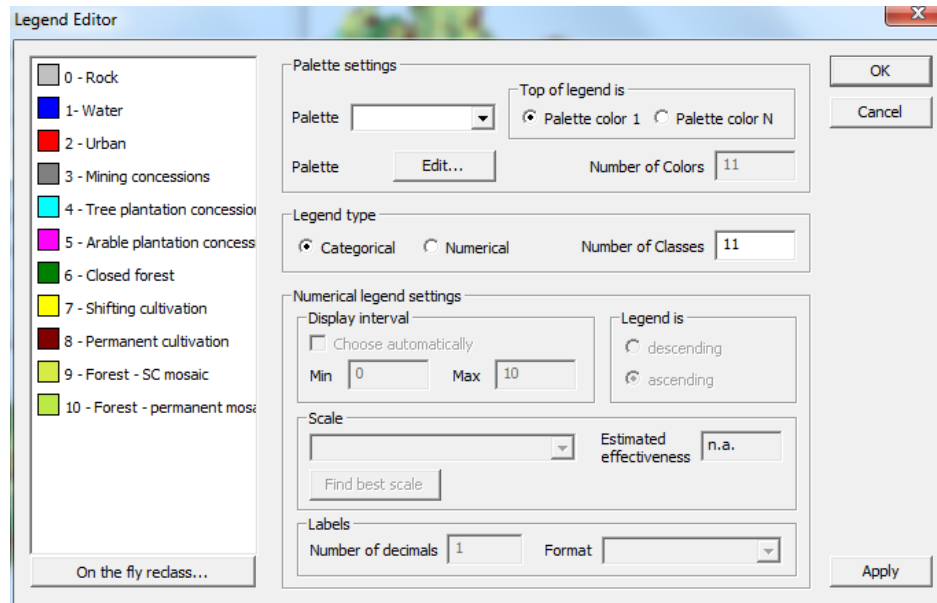 Legend Editor
x
0 - Rock
1- Water
2 - Urban
3 - Mining concessions
4 - Tree plantation concession
5 - Arable plantation concess
6 - Closed forest
7 - Shifting cultivation
8 - Permanent cultivation
9 - Forest - SC mosaic
10 - Forest - permanent mosa
On the fly reclass...
Palette settings
Top of legend is
Palette
Palette color 1 Palette color N
Palette Edit... Number of Colors 11
Legend type
Categorical Numerical Number of Classes 11
Numerical legend settings
Display interval
Choose automatically
Min 0 Max 10
Legend is
descending
ascending
Scale
Estimated
effectiveness n.a.
Find best scale
Labels
Number of decimals 1 Format
OK
Cancel
Apply